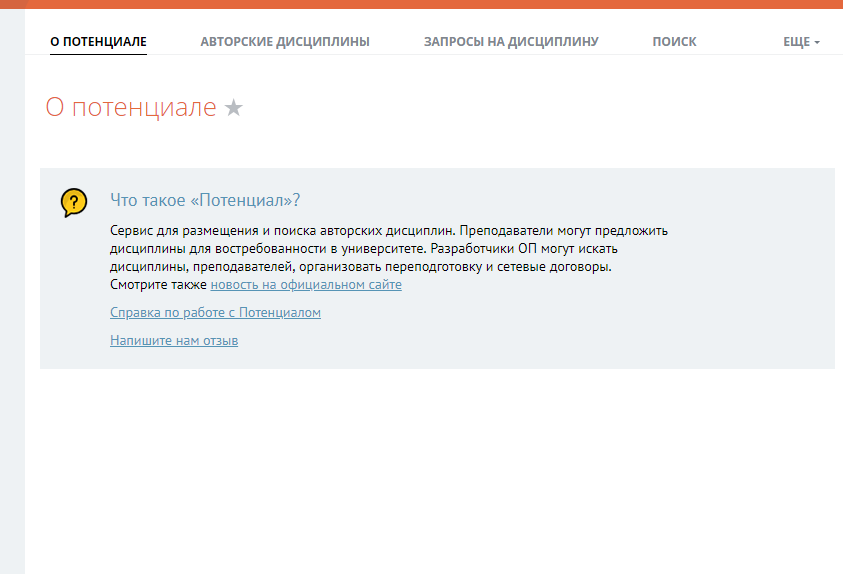 О ПОТЕНЦИАЛЕ АВТОРСКИЕ ДИСЦИПЛИНЫ ЗАПРОСЫ НА ДИСЦИПЛИНУ ПОИСК ЕЩЕ
О потенциале
Что такое «Потенциал»?
Сервис для размещения и поиска авторских дисциплин. Преподаватели могут предложить
дисциплины для востребованности в университете. Разработчики ОП могут искать
дисциплины, преподавателей, организовать переподготовку и сетевые договоры.
Смотрите также новость на официальном сайте
Справка по работе с Потенциалом
Напишите нам отзыв